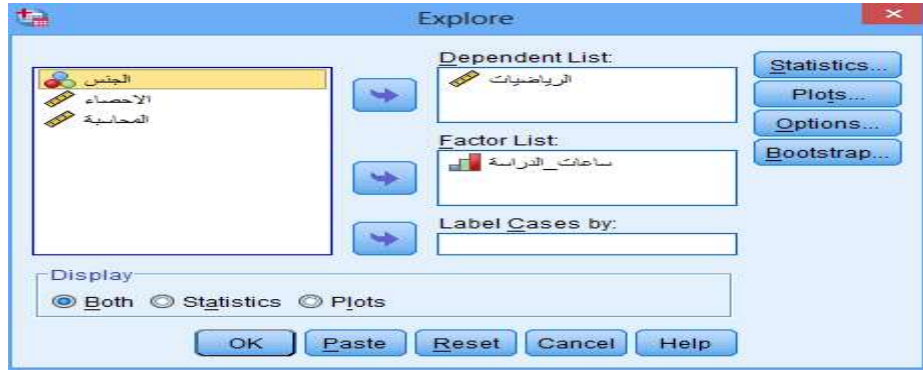 Explore
الجنس
الاحصاء
المحاسبة
Dependent List:
الرياضيات
Factor List:
ساعات_الدراسة
Label Cases by:
Statistics...
Plots...
Options...
Bootstrap...
Display
Both Statistics Plots
OK Paste Reset Cancel Help